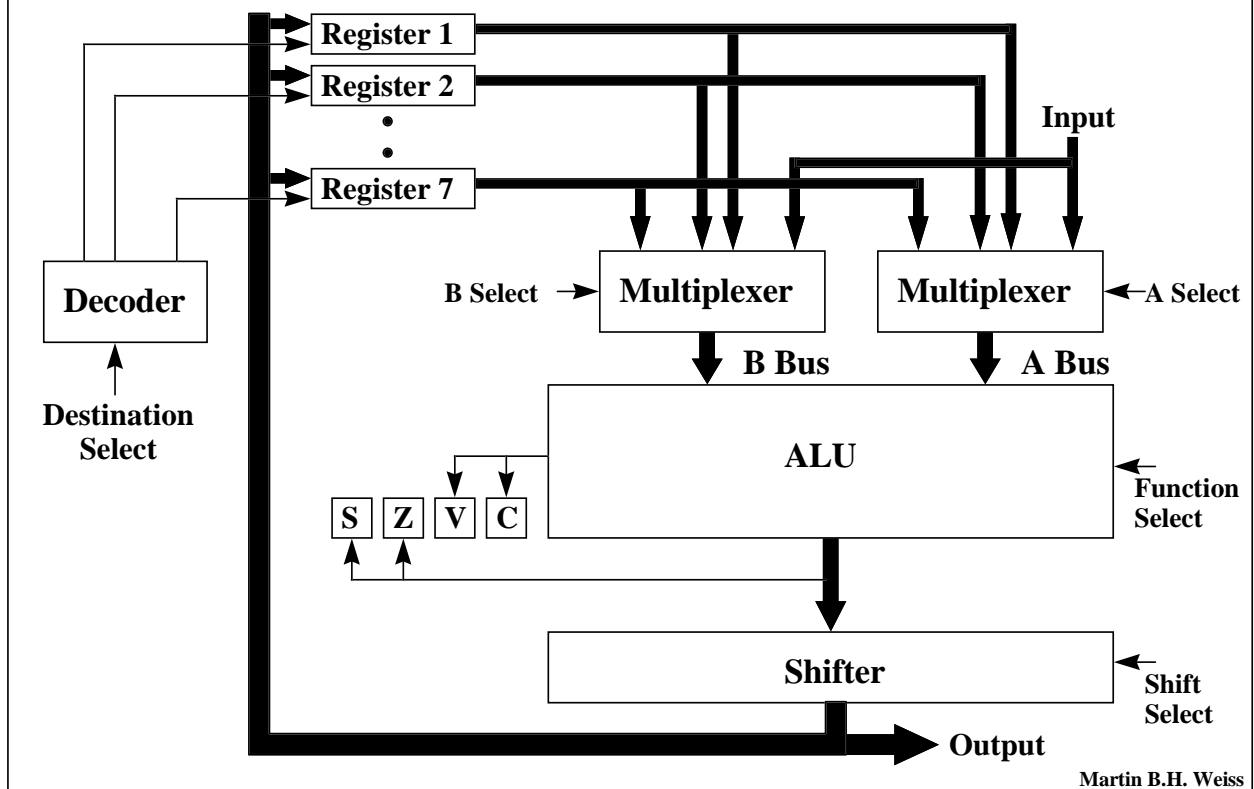 Register 1
Register 2
Input
Register 7
Decoder
B Select
Multiplexer
Multiplexer
A Select
B Bus
A Bus
Destination
Select
ALU
Function
Select
S
Z
V
C
Shifter
Shift
Select
Output
Martin B.H. Weiss